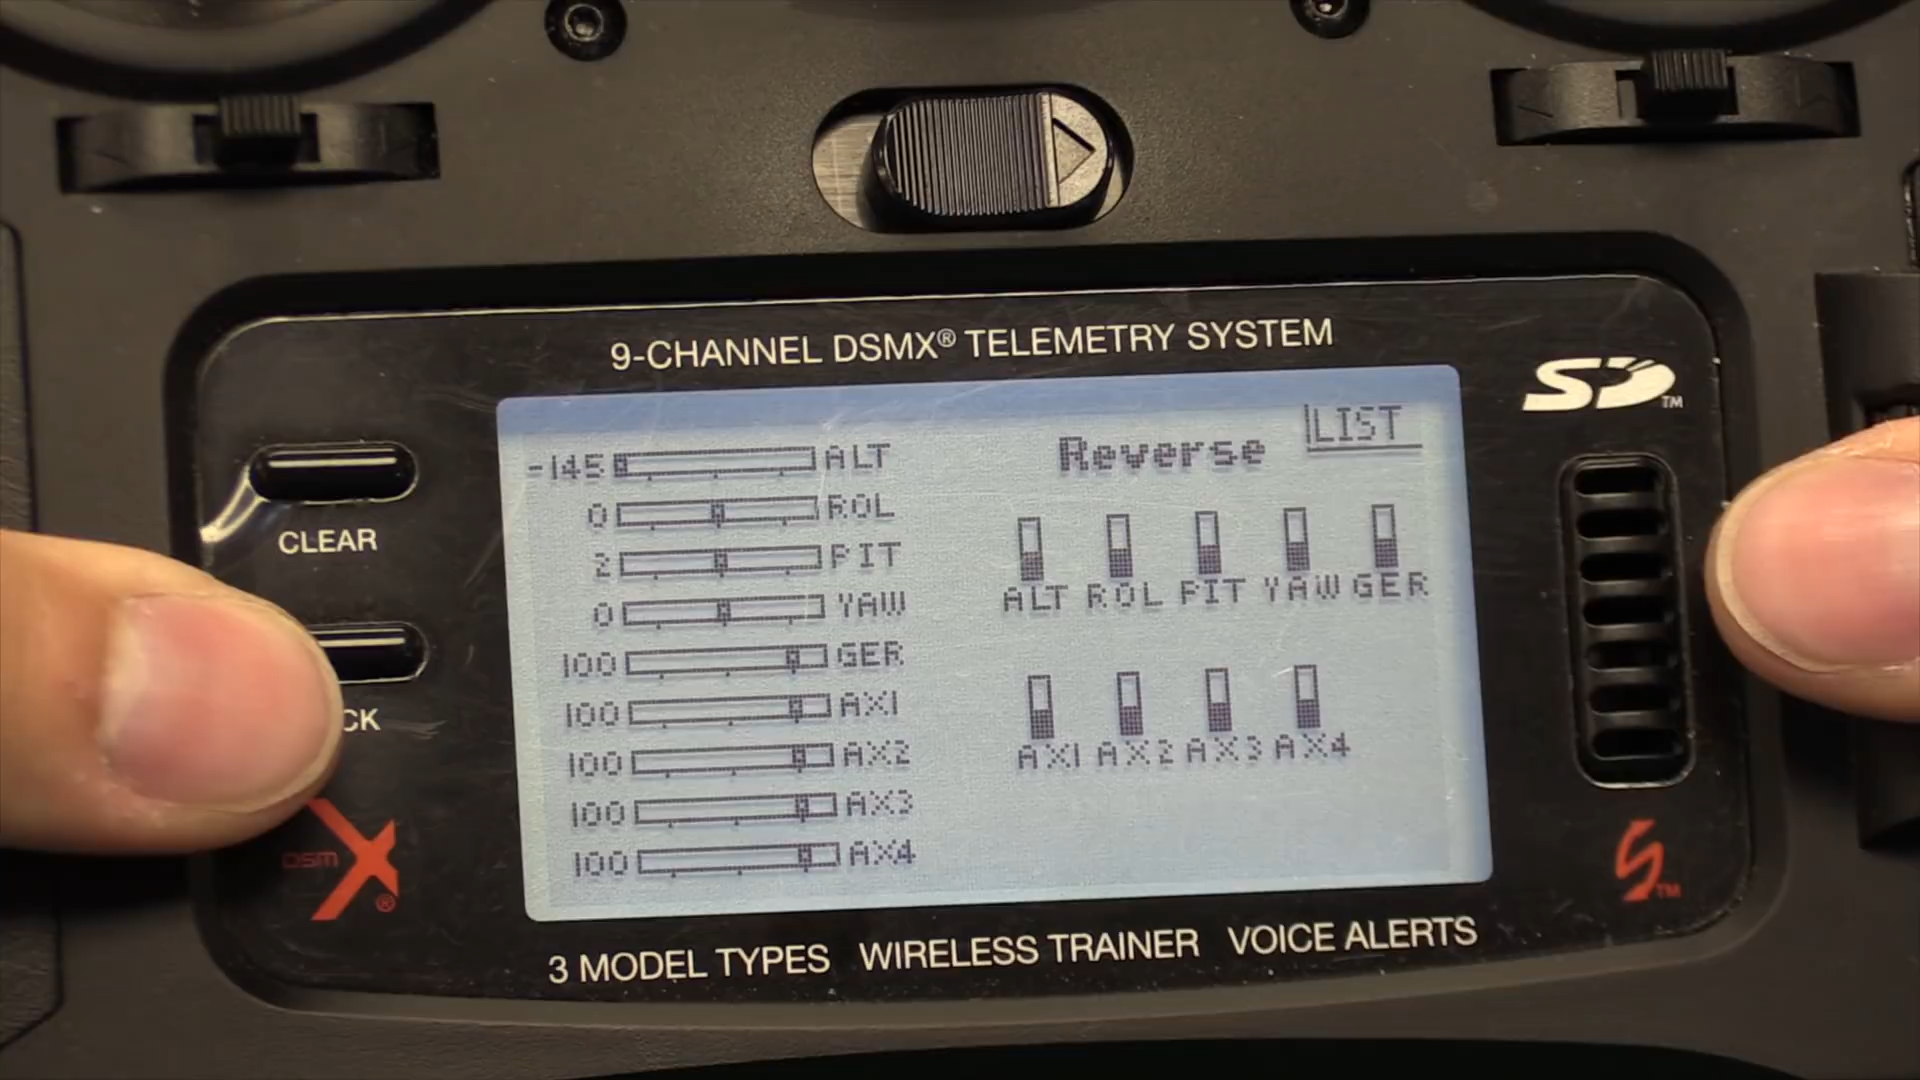 9-CHANNEL DSMX® TELEMETRY SYSTEM
SD™
CLEAR
CK
LIST
Reverse
-145 ALT
0 ROL
2 PIT
0 YAW
100 GER
100 AX1
100 AX2
100 AX3
100 AX4
ALT ROL PIT YAW GER
AX1 AX2 AX3 AX4
DSM X®
S™
3 MODEL TYPES WIRELESS TRAINER VOICE ALERTS